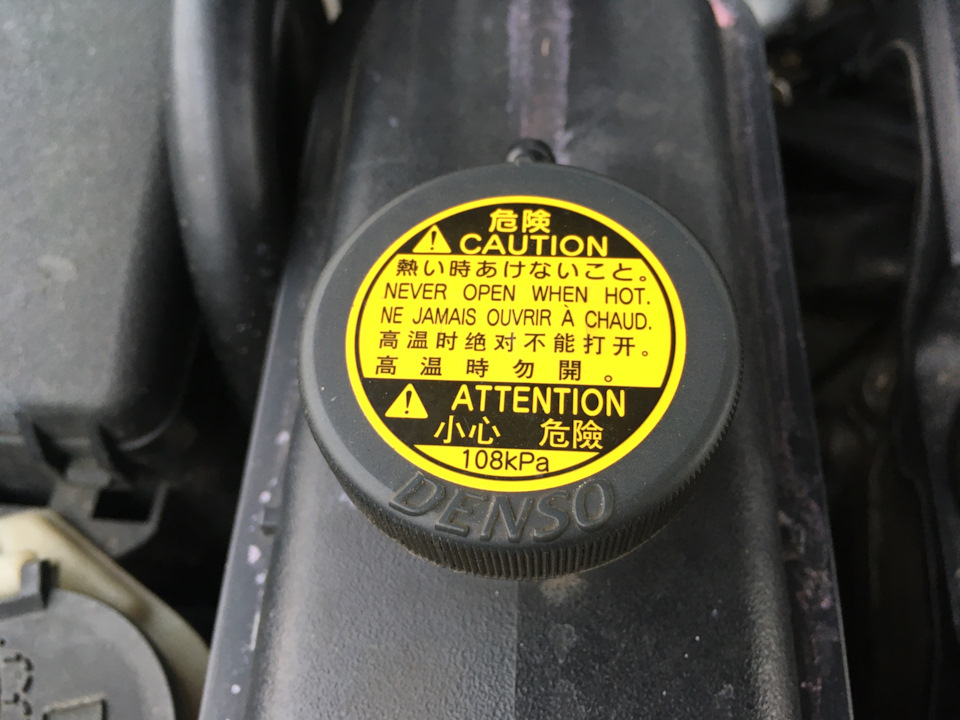 危険
CAUTION
熱い時あけないこと。
NEVER OPEN WHEN HOT.
NE JAMAIS OUVRIR À CHAUD.
高温时绝对不能打开。
高温時勿開。
ATTENTION
小心 危險
108kPa
DENSO